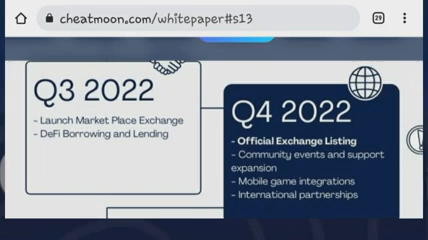 cheatmoon.com/whitepaper#s13
29
Q3 2022
- Launch Market Place Exchange
- DeFi Borrowing and Lending
Q4 2022
- Official Exchange Listing
- Community events and support
expansion
- Mobile game integrations
- International partnerships